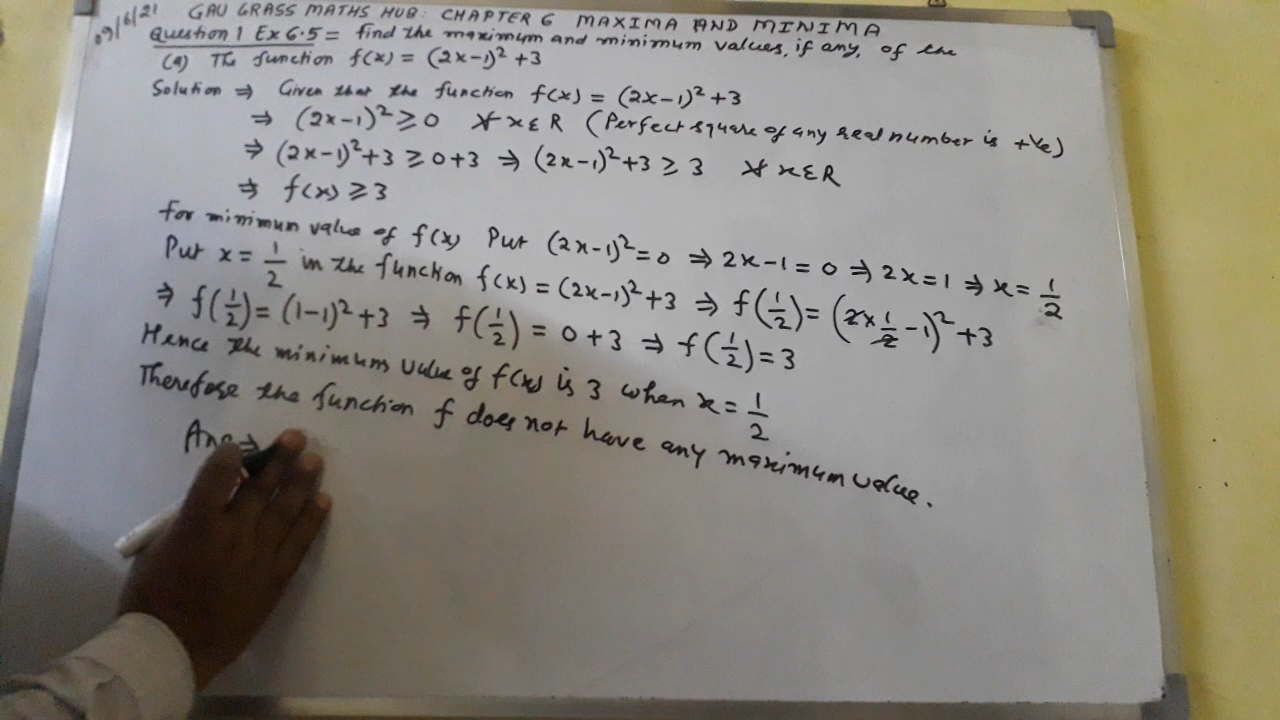 09/6/21 GAU GRASS MATHS HUB: CHAPTER 6 MAXIMA AND MINIMA
Question 1 Ex 6.5 = find the maximum and minimum values, if any, of the
(a) The function f(x) = (2x-1)² +3
Solution ⇒ Given that the function f(x) = (2x-1)² +3
⇒ (2x-1)² ≥ 0 ∀ x ∈ R (Perfect square of any real number is +ve)
⇒ (2x-1)²+3 ≥ 0+3 ⇒ (2x-1)²+3 ≥ 3 ∀ x ∈ R
⇒ f(x) ≥ 3
for minimum value of f(x) Put (2x-1)² = 0 ⇒ 2x-1 = 0 ⇒ 2x=1 ⇒ x = 1/2
Put x = 1/2 in the function f(x) = (2x-1)²+3 ⇒ f(1/2) = (2×1/2 -1)² +3
⇒ f(1/2) = (1-1)² +3 ⇒ f(1/2) = 0+3 ⇒ f(1/2) = 3
Hence the minimum value of f(x) is 3 when x = 1/2
Therefore the function f does not have any maximum value.
Ans ⇒